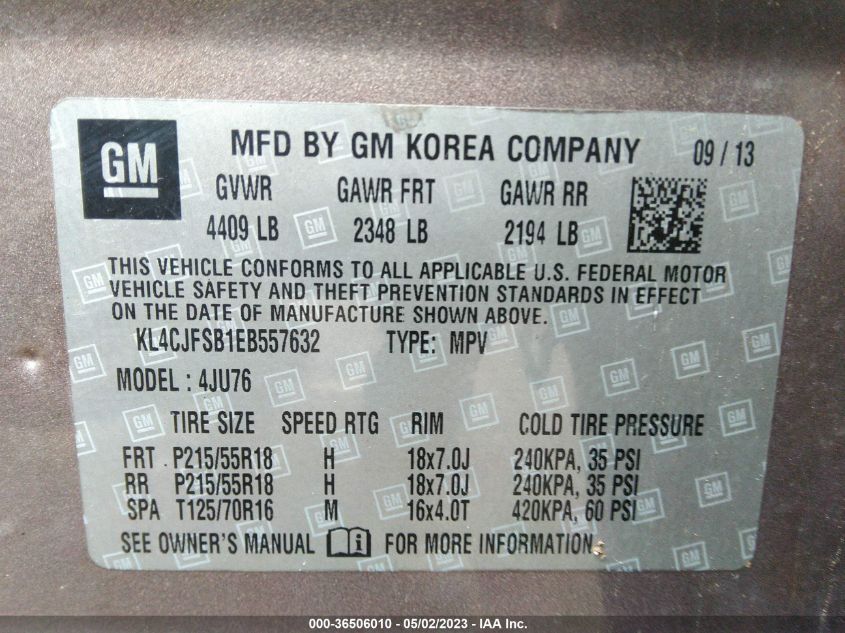 GM
MFD BY GM KOREA COMPANY 09 / 13
GVWR GAWR FRT GAWR RR
4409 LB 2348 LB 2194 LB
THIS VEHICLE CONFORMS TO ALL APPLICABLE U.S. FEDERAL MOTOR
VEHICLE SAFETY AND THEFT PREVENTION STANDARDS IN EFFECT
ON THE DATE OF MANUFACTURE SHOWN ABOVE.
KL4CJFSB1EB557632 TYPE: MPV
MODEL : 4JU76
TIRE SIZE SPEED RTG RIM COLD TIRE PRESSURE
FRT P215/55R18 H 18x7.0J 240KPA, 35 PSI
RR P215/55R18 H 18x7.0J 240KPA, 35 PSI
SPA T125/70R16 M 16x4.0T 420KPA, 60 PSI
SEE OWNER'S MANUAL FOR MORE INFORMATION.
000-36506010 - 05/02/2023 - IAA Inc.